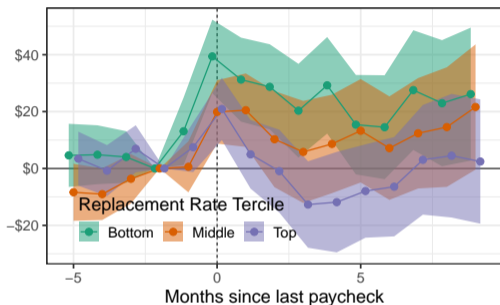 $40
$20
$0
-$20
Replacement Rate Tercile
Bottom Middle Top
-5 0 5
Months since last paycheck